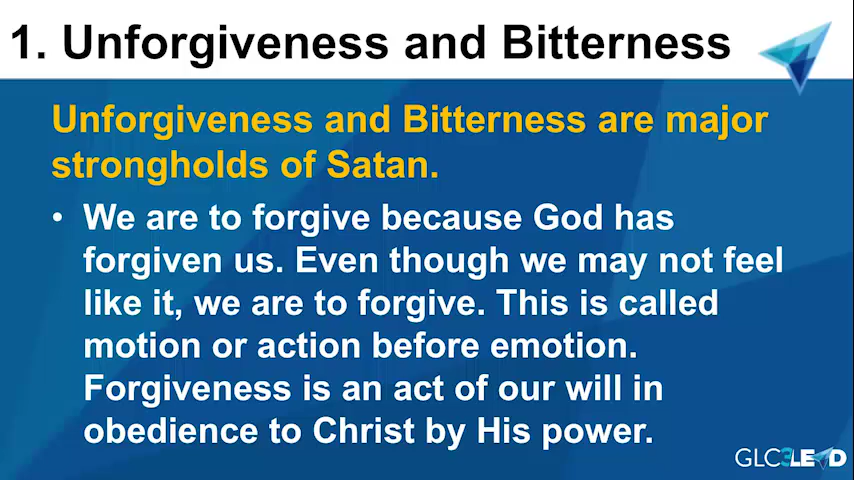 1. Unforgiveness and Bitterness
Unforgiveness and Bitterness are major
strongholds of Satan.
• We are to forgive because God has
forgiven us. Even though we may not feel
like it, we are to forgive. This is called
motion or action before emotion.
Forgiveness is an act of our will in
obedience to Christ by His power.
GLC3LEAD